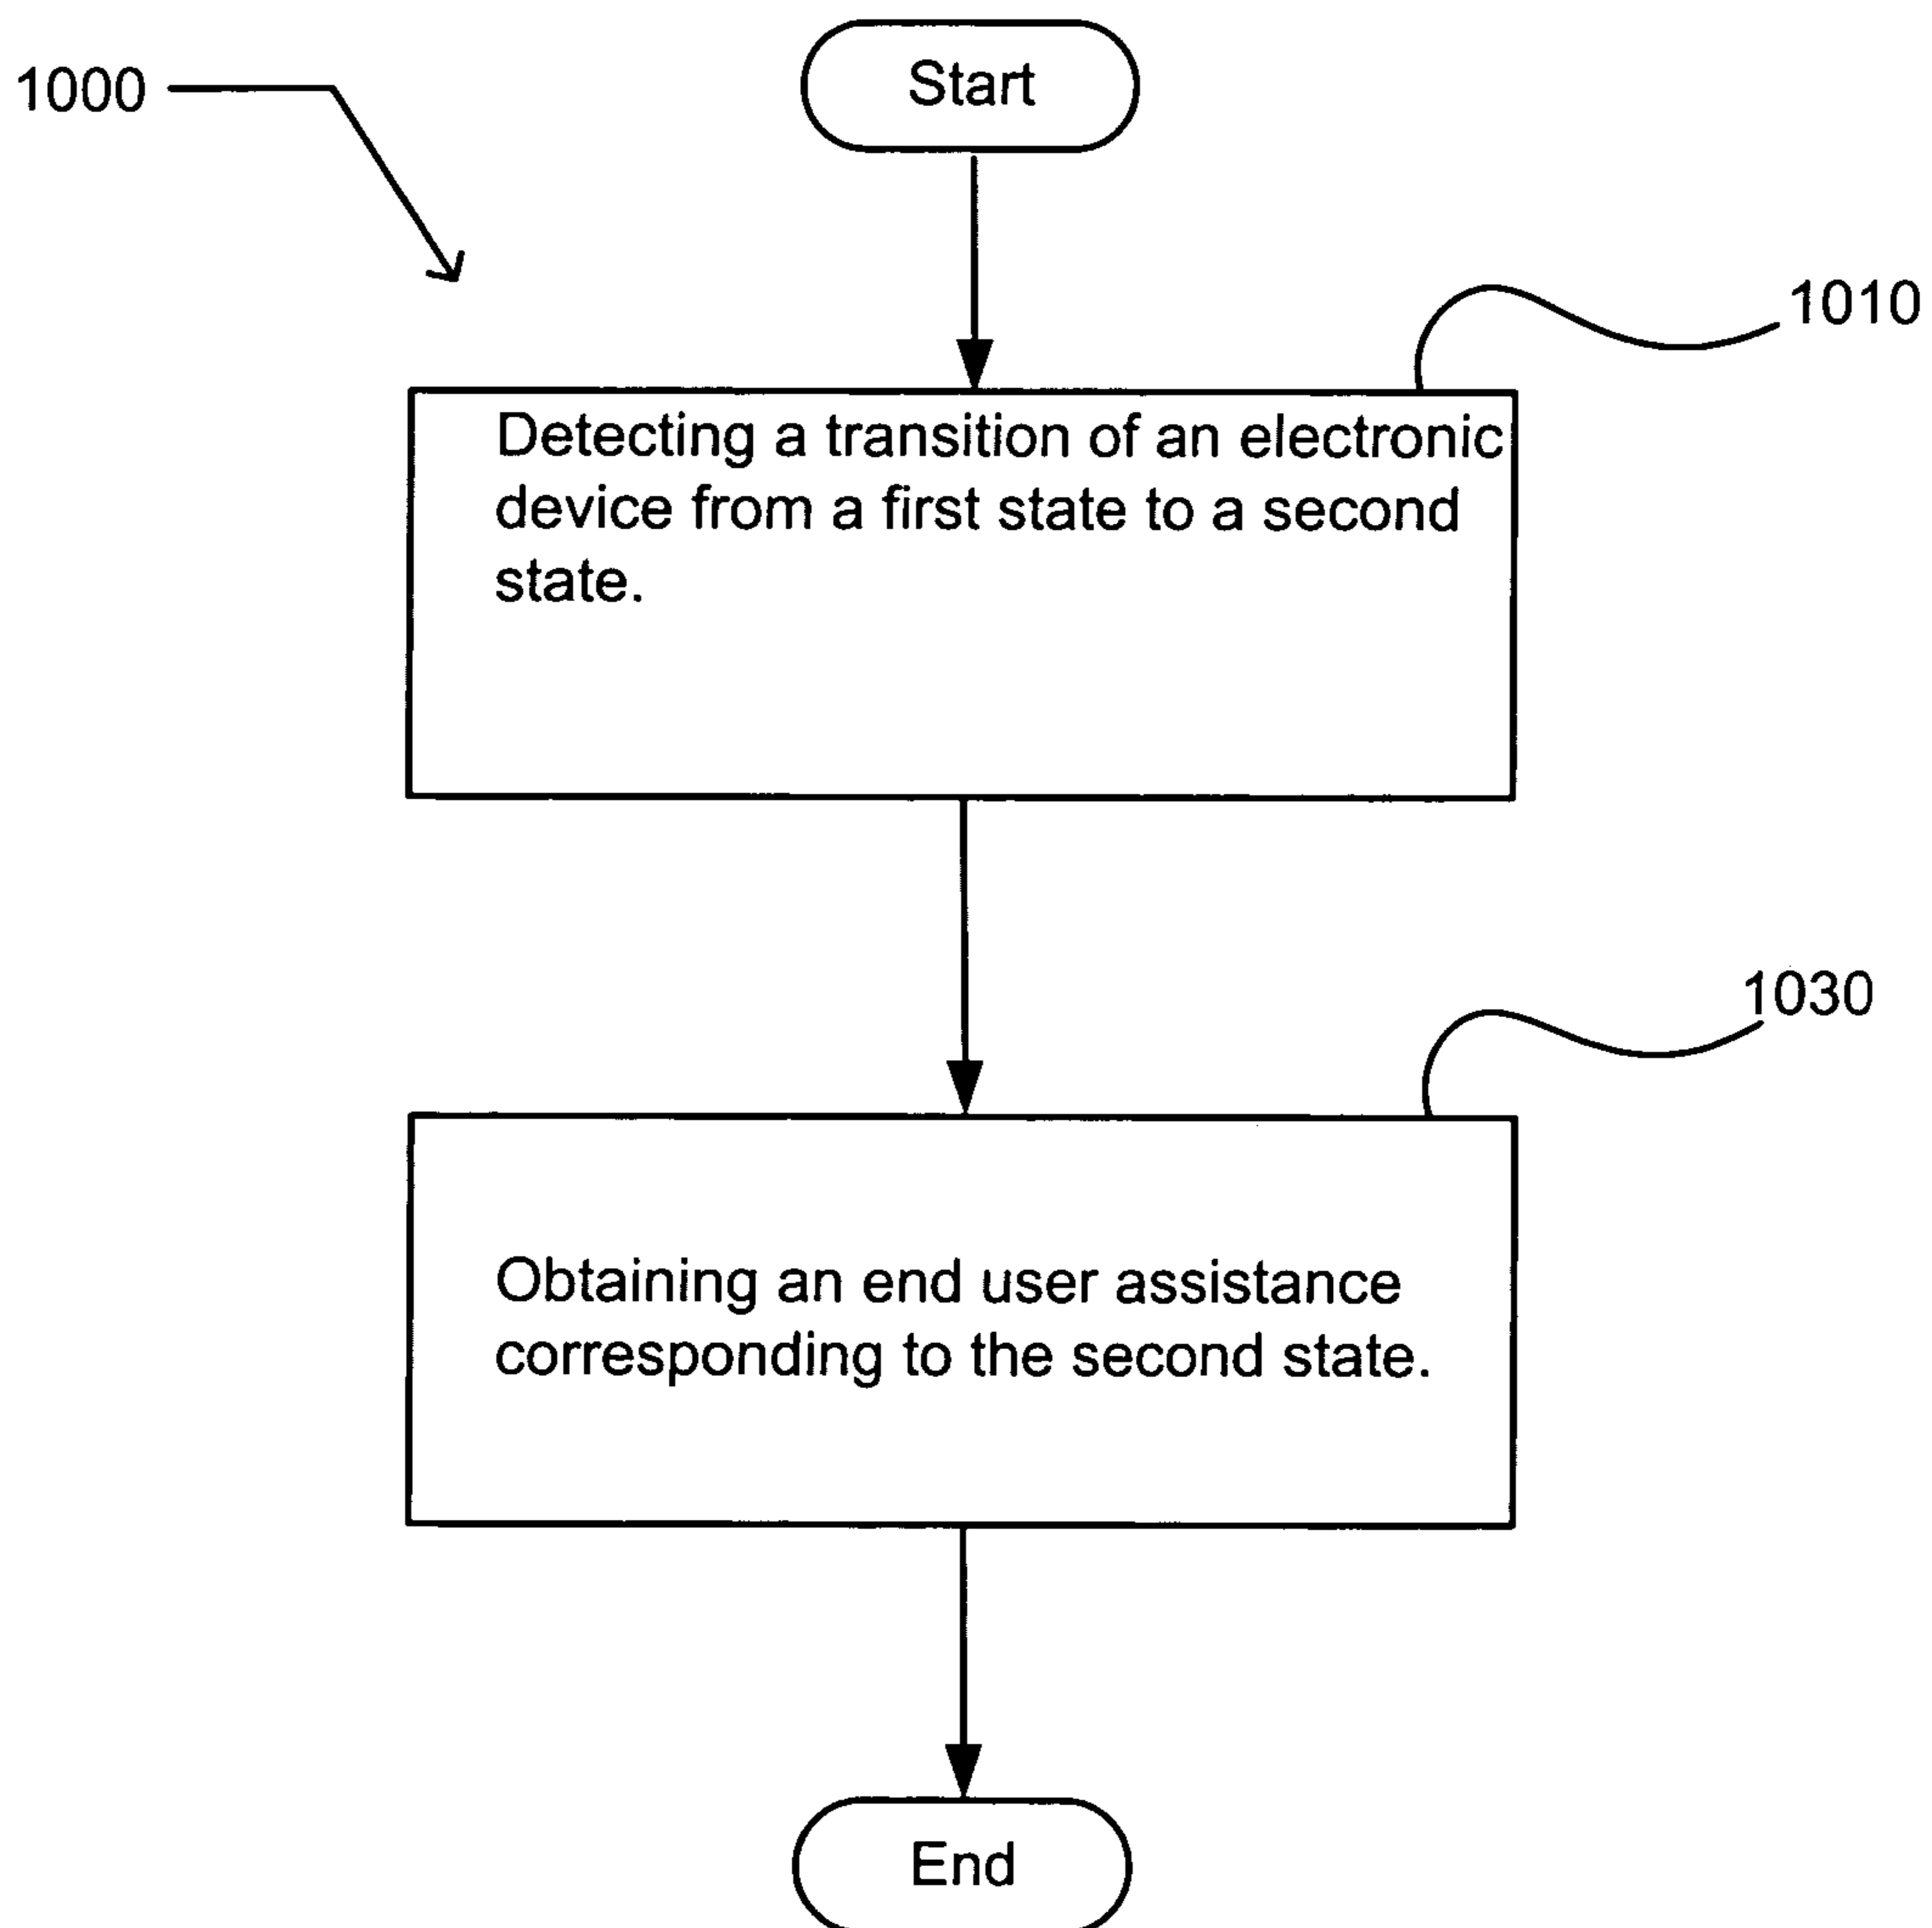 Start
1000
1010
Detecting a transition of an electronic
device from a first state to a second
state.
1030
Obtaining an end user assistance
corresponding to the second state.
End